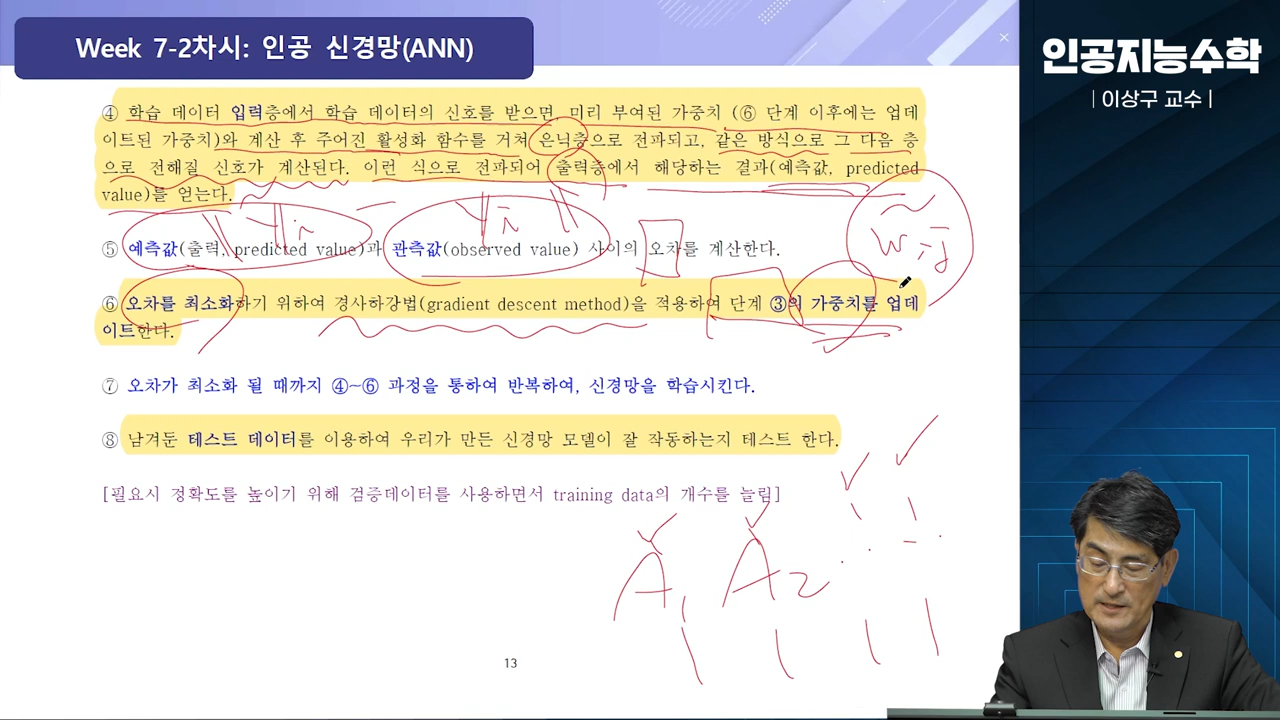 Week 7-2차시: 인공 신경망(ANN)
인공지능수학
| 이상구 교수 |
④ 학습 데이터 입력층에서 학습 데이터의 신호를 받으면, 미리 부여된 가중치 (⑥ 단계 이후에는 업데
이트된 가중치)와 계산 후 주어진 활성화 함수를 거쳐 은닉층으로 전파되고, 같은 방식으로 그 다음 층
으로 전해질 신호가 계산된다. 이런 식으로 전파되어 출력층에서 해당하는 결과(예측값, predicted
value)를 얻는다.
⑤ 예측값(출력, predicted value)과 관측값(observed value) 사이의 오차를 계산한다.
⑥ 오차를 최소화하기 위하여 경사하강법(gradient descent method)을 적용하여 단계 ③의 가중치를 업데
이트한다.
⑦ 오차가 최소화 될 때까지 ④~⑥ 과정을 통하여 반복하여, 신경망을 학습시킨다.
⑧ 남겨둔 테스트 데이터를 이용하여 우리가 만든 신경망 모델이 잘 작동하는지 테스트 한다.
[필요시 정확도를 높이기 위해 검증데이터를 사용하면서 training data의 개수를 늘림]
A1 A2
13